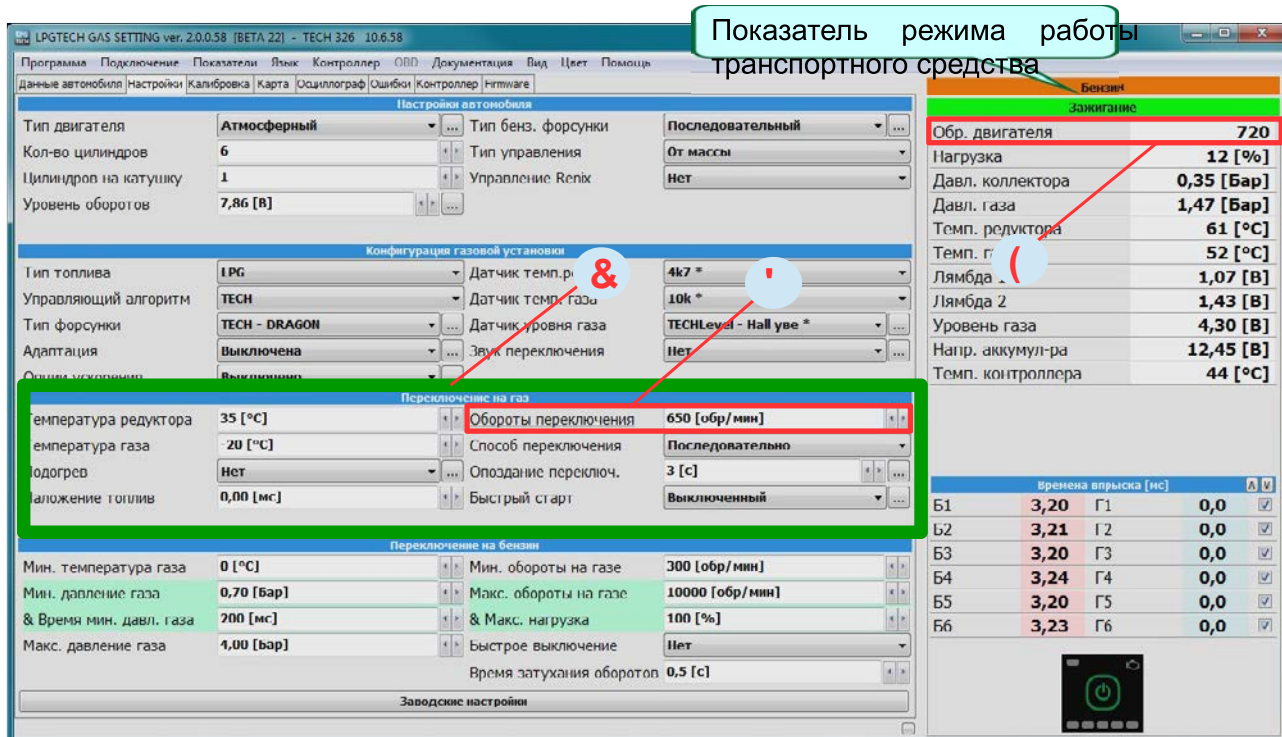 Показатель режима работы
транспортного средства
LPGTECH GAS SETTING ver. 2.0.0.58 [BETA 22] - TECH 326 10.6.58
Программа Подключение Показатели Язык Контроллер OBD Документация Вид Цвет Помощь
Данные автомобиля Настройки Калибровка Карта Осциллограф Ошибки Контроллер Firmware
Настройки автомобиля
Тип двигателя Атмосферный ... Тип бенз. форсунки Последовательный ...
Кол-во цилиндров 6 Тип управления От массы
Цилиндров на катушку 1 Управление Renix Нет
Уровень оборотов 7,86 [В] ...
Конфигурация газовой установки
Тип топлива LPG Датчик темп.р 4k7 *
Управляющий алгоритм TECH Датчик темп. газа 10k *
Тип форсунки TECH - DRAGON ... Датчик уровня газа TECHLevel - Hall уве * ...
Адаптация Выключена ... Звук переключения Нет ...
Опции ускорения Выключено
& ' (
Переключение на газ
Температура редуктора 35 [°C] Обороты переключения 650 [обр/мин]
Температура газа -20 [°C] Способ переключения Последовательно
Подогрев Нет ... Опоздание переключ. 3 [с] ...
Наложение топлив 0,00 [мс] Быстрый старт Выключенный ...
Переключение на бензин
Мин. температура газа 0 [°C] Мин. обороты на газе 300 [обр/мин]
Мин. давление газа 0,70 [Бар] Макс. обороты на газе 10000 [обр/мин]
& Время мин. давл. газа 200 [мс] & Макс. нагрузка 100 [%]
Макс. давление газа 4,00 [Бар] Быстрое выключение Нет
Время затухания оборотов 0,5 [с]
Заводские настройки
Бензин
Зажигание
Обр. двигателя 720
Нагрузка 12 [%]
Давл. коллектора 0,35 [Бар]
Давл. газа 1,47 [Бар]
Темп. редуктора 61 [°C]
Темп. г 52 [°C]
Лямбда 1 1,07 [В]
Лямбда 2 1,43 [В]
Уровень газа 4,30 [В]
Напр. аккумул-ра 12,45 [В]
Темп. контроллера 44 [°C]
Времена впрыска [мс]
Б1 3,20 Г1 0,0
Б2 3,21 Г2 0,0
Б3 3,20 Г3 0,0
Б4 3,24 Г4 0,0
Б5 3,20 Г5 0,0
Б6 3,23 Г6 0,0